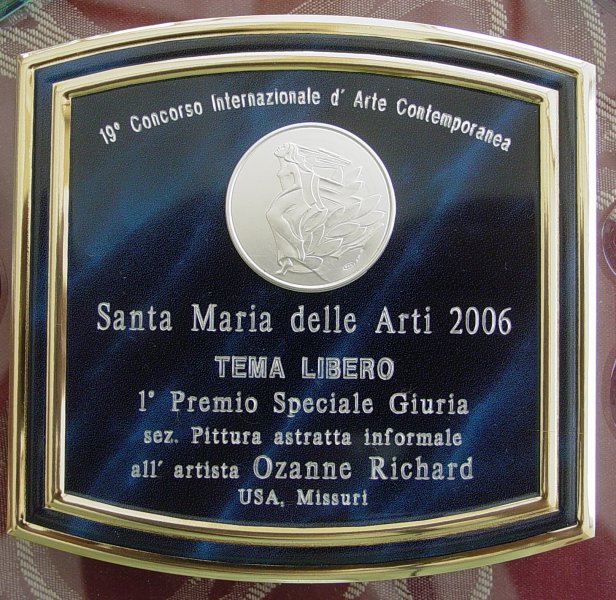 19° Concorso Internazionale d' Arte Contemporanea
Santa Maria delle Arti 2006
TEMA LIBERO
1° Premio Speciale Giuria
sez. Pittura astratta informale
all' artista Ozanne Richard
USA, Missuri